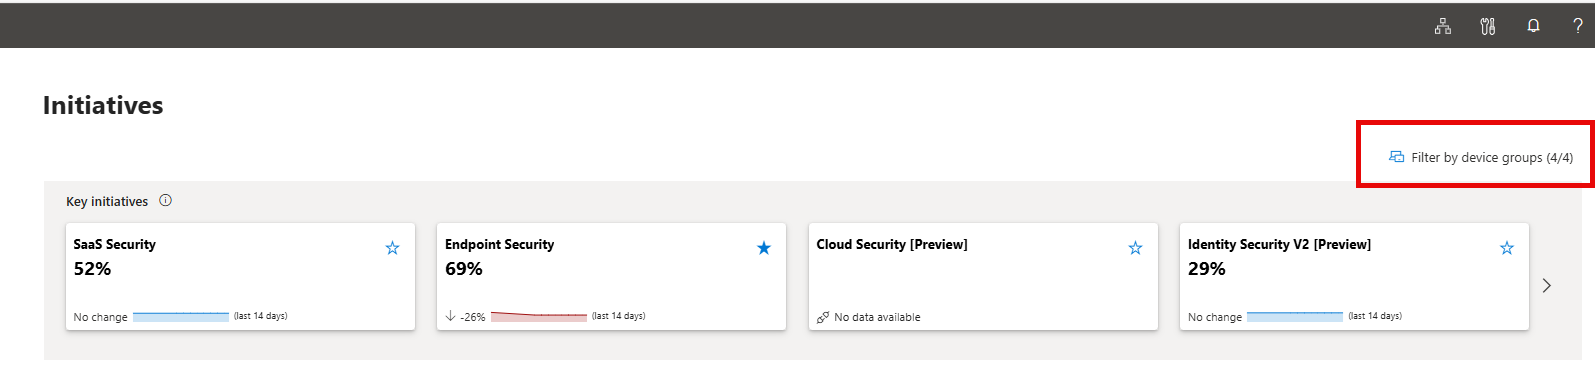 Initiatives
Filter by device groups (4/4)
Key initiatives
SaaS Security
52%
No change (last 14 days)
Endpoint Security
69%
-26% (last 14 days)
Cloud Security [Preview]
No data available
Identity Security V2 [Preview]
29%
No change (last 14 days)